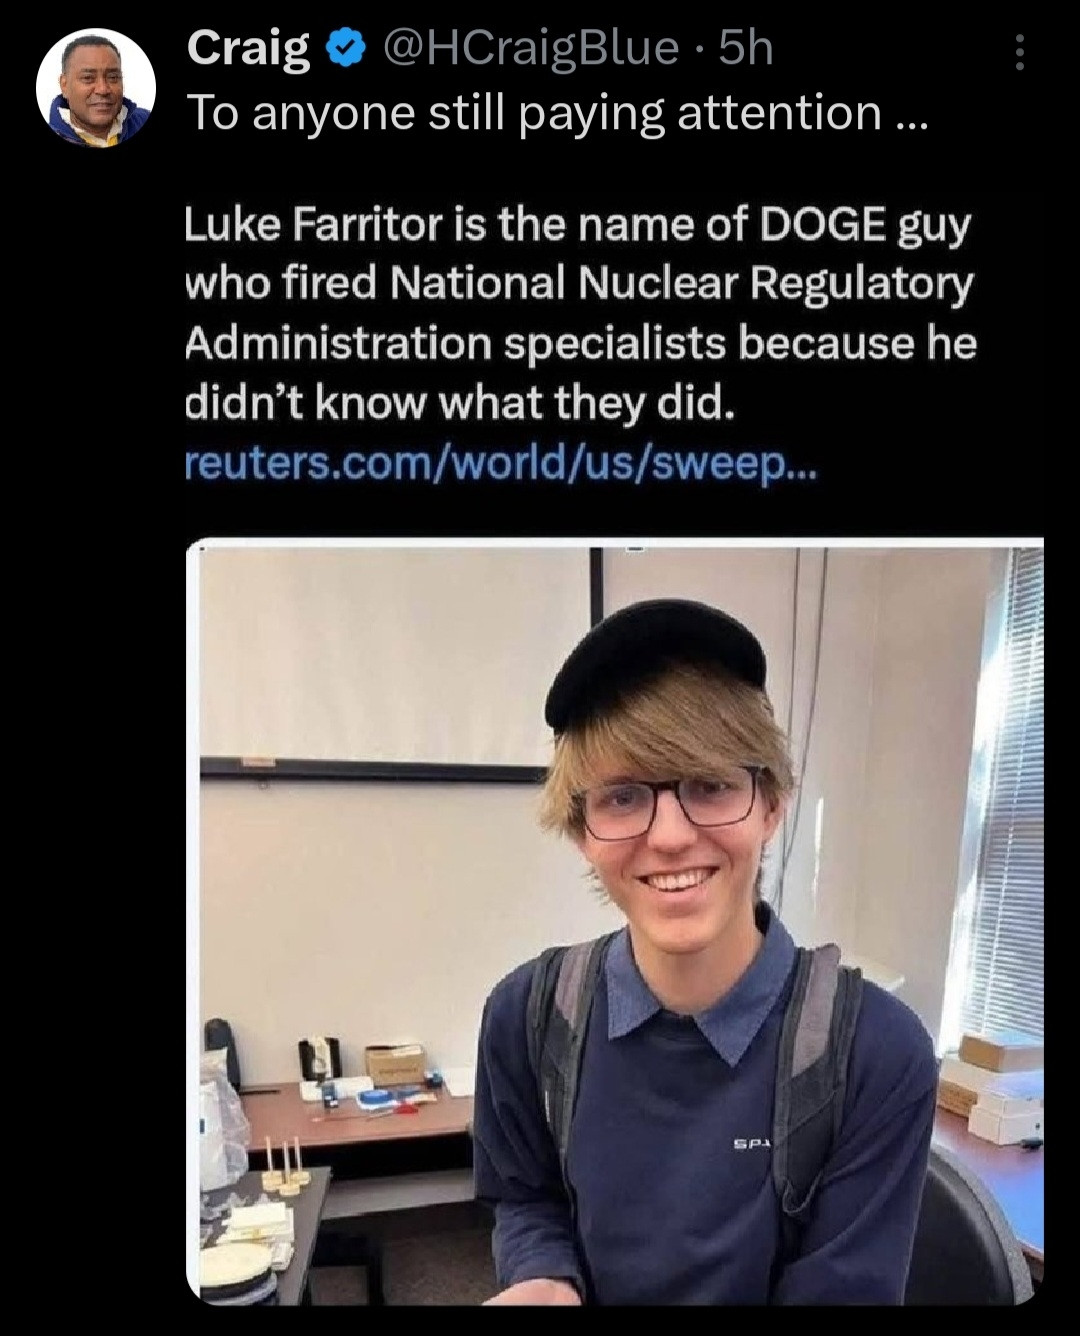 Craig @HCraigBlue · 5h
To anyone still paying attention ...
Luke Farritor is the name of DOGE guy
who fired National Nuclear Regulatory
Administration specialists because he
didn't know what they did.
reuters.com/world/us/sweep...